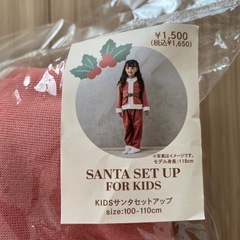 ¥1,500
(税込¥1,650)
※写真はイメージです。
モデル身長:118cm
SANTA SET UP
FOR KIDS
KIDSサンタセットアップ
size:100-110cm